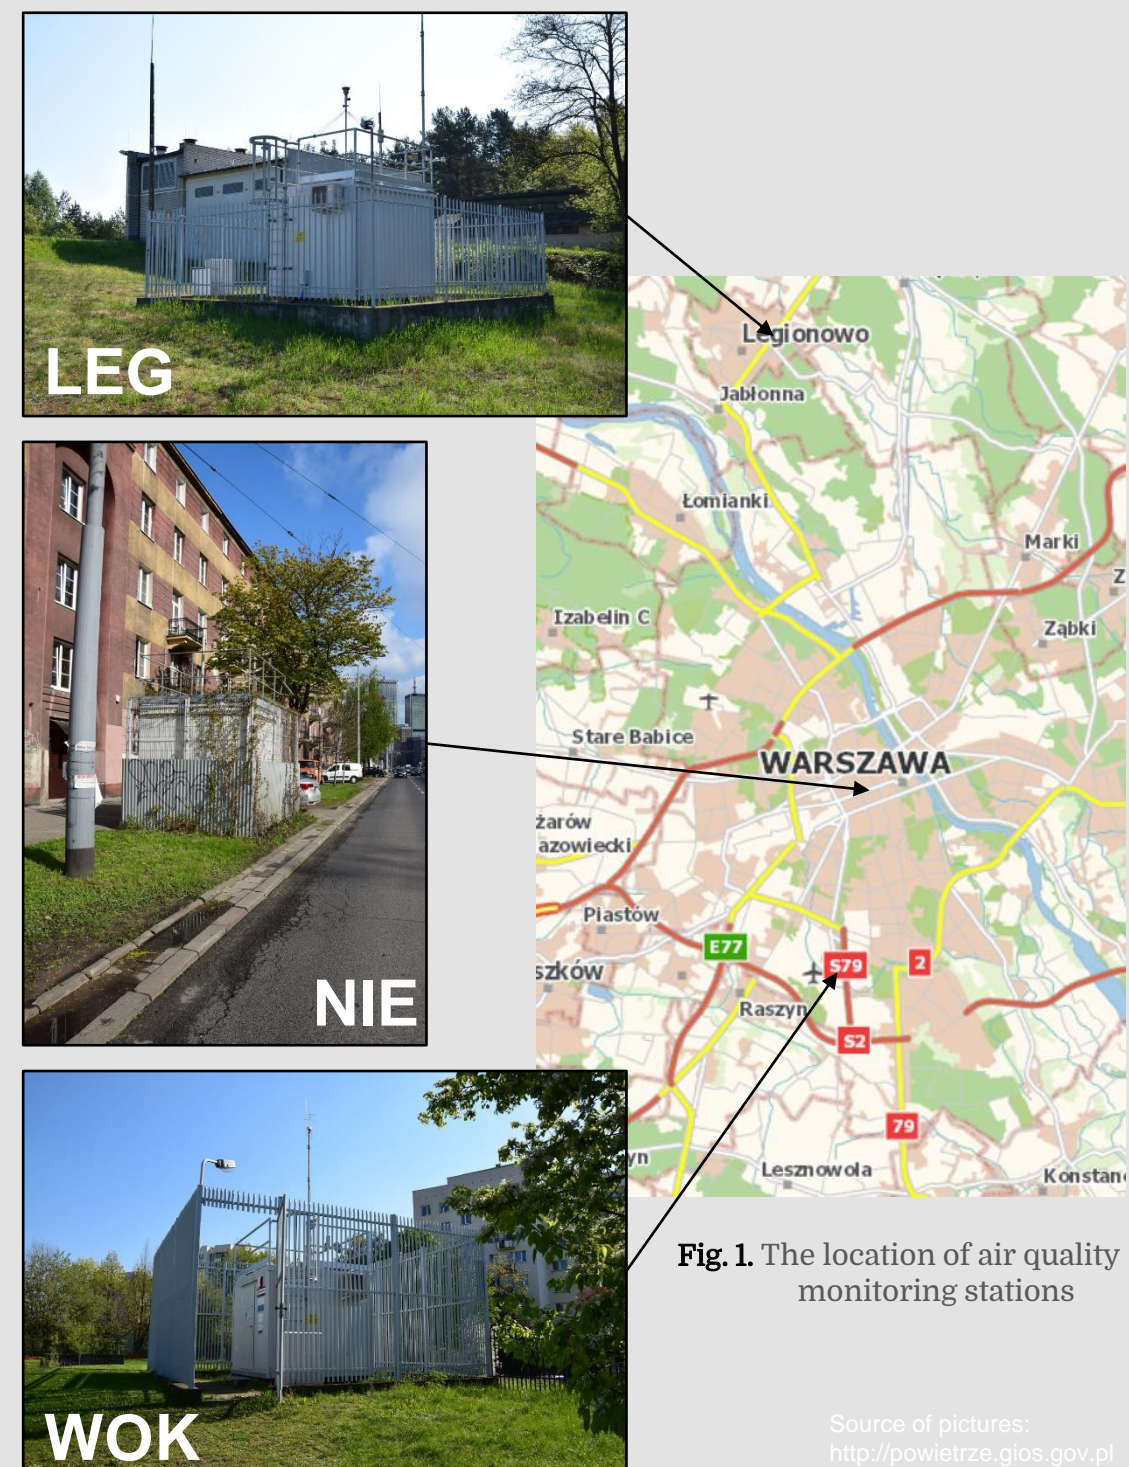 LEG
NIE
WOK
Legionowo
Jabłonna
Łomianki
Marki
Z
Izabelin C
Ząbki
Stare Babice
WARSZAWA
żarów
azowiecki
Piastów
E77
S79
2
szków
Raszyn
S2
79
yn
Lesznowola
Konstan
Fig. 1. The location of air quality
monitoring stations
Source of pictures:
http://powietrze.gios.gov.pl